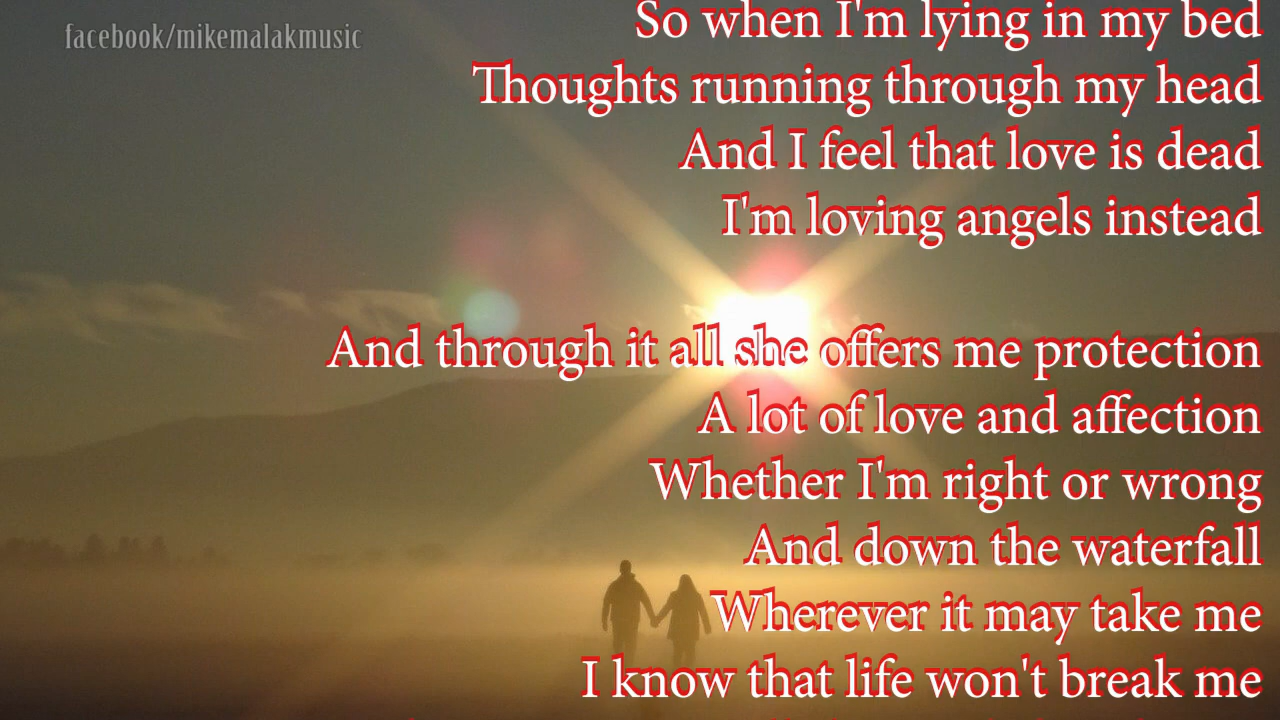 facebook/mikemalakmusic
So when I'm lying in my bed
Thoughts running through my head
And I feel that love is dead
I'm loving angels instead
And through it all she offers me protection
A lot of love and affection
Whether I'm right or wrong
And down the waterfall
Wherever it may take me
I know that life won't break me